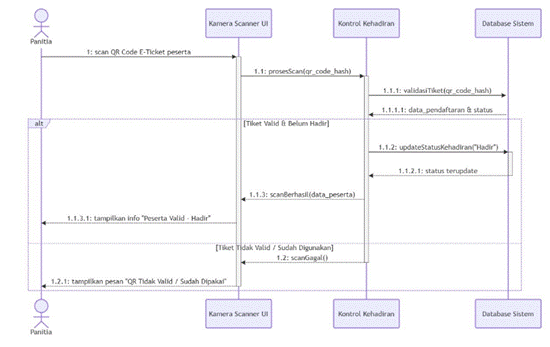 Panitia
Kamera Scanner UI
Kontrol Kehadiran
Database Sistem
1: scan QR Code E-Ticket peserta
1.1: prosesScan(qr_code_hash)
1.1.1: validasiTiket(qr_code_hash)
1.1.1.1: data_pendaftaran & status
alt
[Tiket Valid & Belum Hadir]
1.1.2: updateStatusKehadiran("Hadir")
1.1.2.1: status terupdate
1.1.3: scanBerhasil(data_peserta)
1.1.3.1: tampilkan info "Peserta Valid - Hadir"
[Tiket Tidak Valid / Sudah Digunakan]
1.2: scanGagal()
1.2.1: tampilkan pesan "QR Tidak Valid / Sudah Dipakai"
Panitia
Kamera Scanner UI
Kontrol Kehadiran
Database Sistem